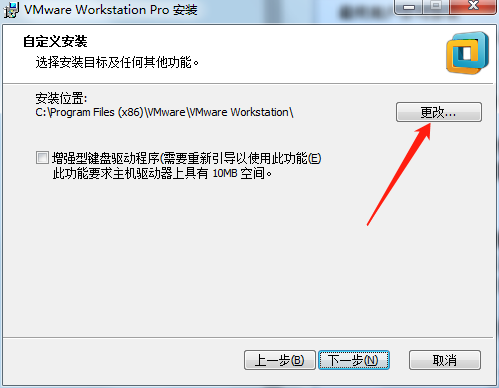 VMware Workstation Pro 安装
自定义安装
选择安装目标及任何其他功能。
安装位置:
C:\Program Files (x86)\VMware\VMware Workstation\
更改...
增强型键盘驱动程序(需要重新引导以使用此功能(E)
此功能要求主机驱动器上具有 10MB 空间。
上一步(B)
下一步(N)
取消